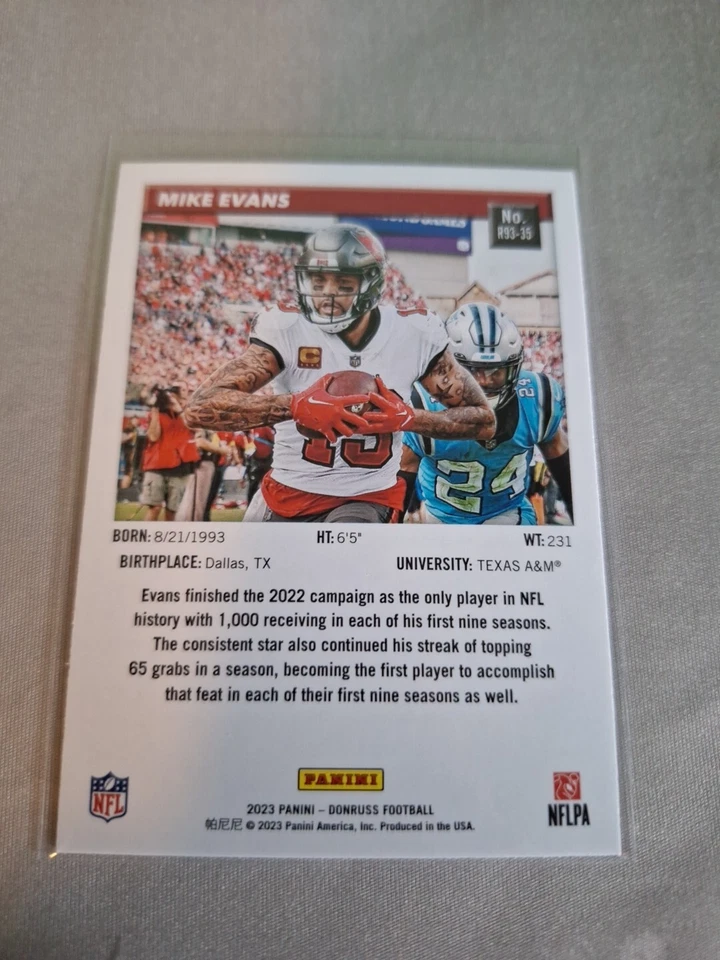 MIKE EVANS
No.
R93-35
13
24
24
BORN: 8/21/1993 HT: 6'5" WT: 231
BIRTHPLACE: Dallas, TX UNIVERSITY: TEXAS A&M®
Evans finished the 2022 campaign as the only player in NFL
history with 1,000 receiving in each of his first nine seasons.
The consistent star also continued his streak of topping
65 grabs in a season, becoming the first player to accomplish
that feat in each of their first nine seasons as well.
PANINI
NFL
2023 PANINI – DONRUSS FOOTBALL
帕尼尼 © 2023 Panini America, Inc. Produced in the USA.
NFLPA